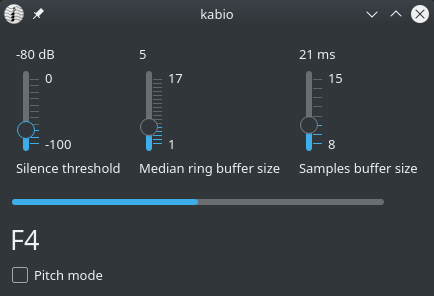 kabio
-80 dB
5
21 ms
0
17
15
-100
1
8
Silence threshold
Median ring buffer size
Samples buffer size
F4
Pitch mode